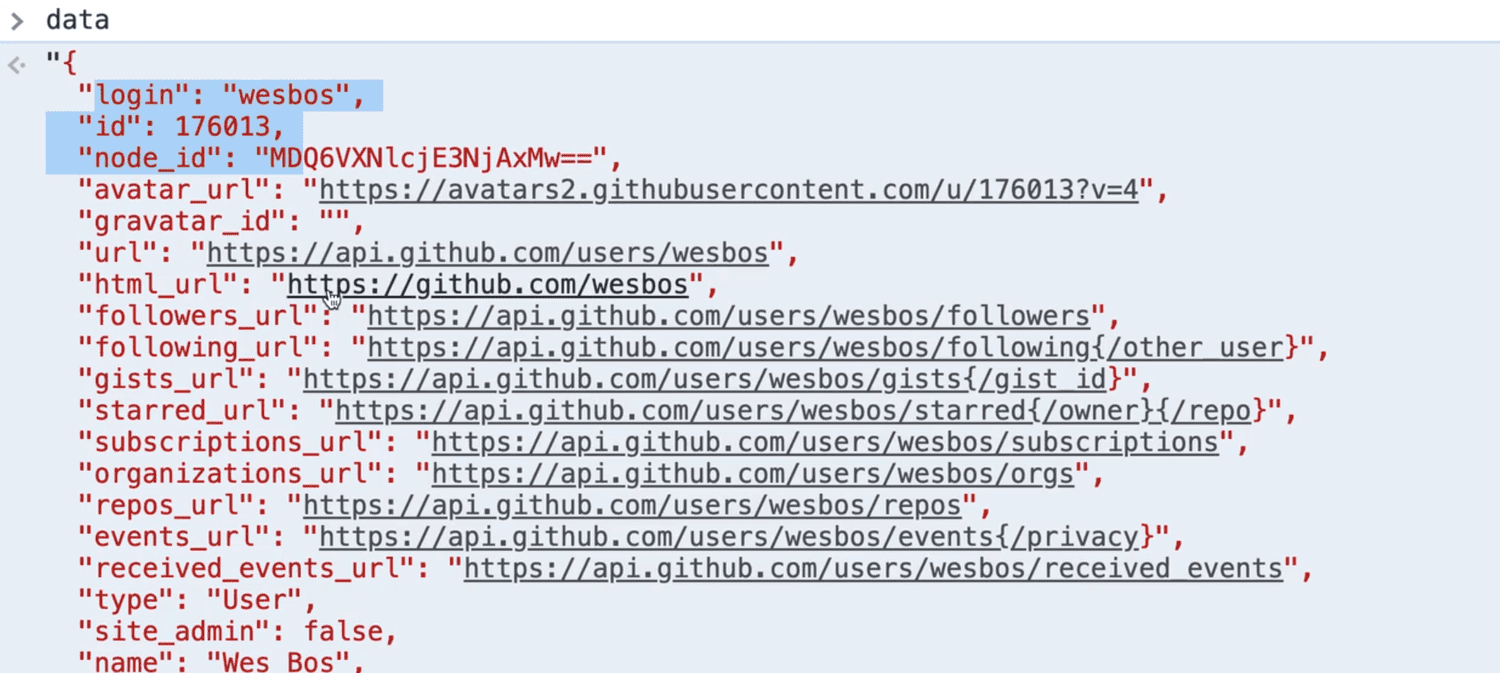 > data
"{
"login": "wesbos",
"id": 176013,
"node_id": "MDQ6VXNlcjE3NjAxMw==",
"avatar_url": "https://avatars2.githubusercontent.com/u/176013?v=4",
"gravatar_id": "",
"url": "https://api.github.com/users/wesbos",
"html_url": "https://github.com/wesbos",
"followers_url": "https://api.github.com/users/wesbos/followers",
"following_url": "https://api.github.com/users/wesbos/following{/other_user}",
"gists_url": "https://api.github.com/users/wesbos/gists{/gist_id}",
"starred_url": "https://api.github.com/users/wesbos/starred{/owner}{/repo}",
"subscriptions_url": "https://api.github.com/users/wesbos/subscriptions",
"organizations_url": "https://api.github.com/users/wesbos/orgs",
"repos_url": "https://api.github.com/users/wesbos/repos",
"events_url": "https://api.github.com/users/wesbos/events{/privacy}",
"received_events_url": "https://api.github.com/users/wesbos/received_events",
"type": "User",
"site_admin": false,
"name": "Wes Bos",